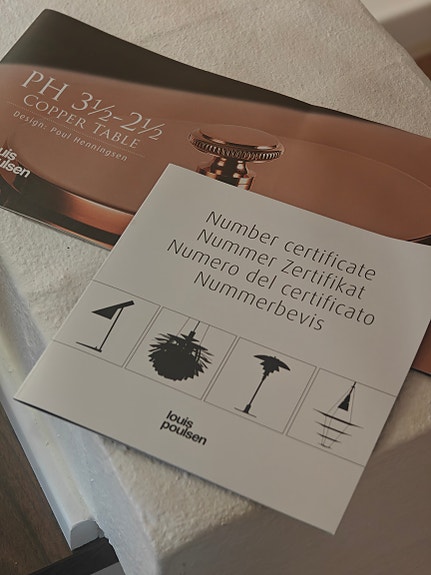 PH 3½-2½
COPPER TABLE
Design: Poul Henningsen
louis
poulsen
Number certificate
Nummer Zertifikat
Numero del certificato
Nummerbevis
louis
poulsen